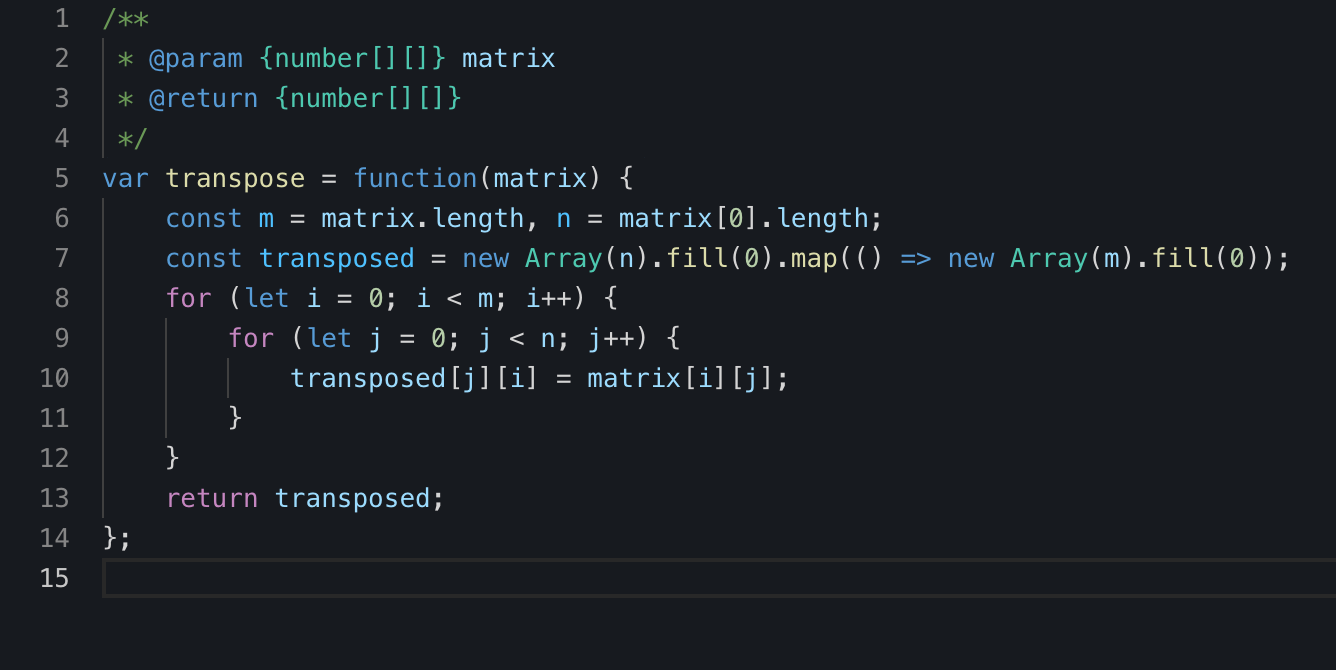 1 /**
2  * @param {number[][]} matrix
3  * @return {number[][]}
4  */
5 var transpose = function(matrix) {
6     const m = matrix.length, n = matrix[0].length;
7     const transposed = new Array(n).fill(0).map(() => new Array(m).fill(0));
8     for (let i = 0; i < m; i++) {
9         for (let j = 0; j < n; j++) {
10             transposed[j][i] = matrix[i][j];
11         }
12     }
13     return transposed;
14 };
15